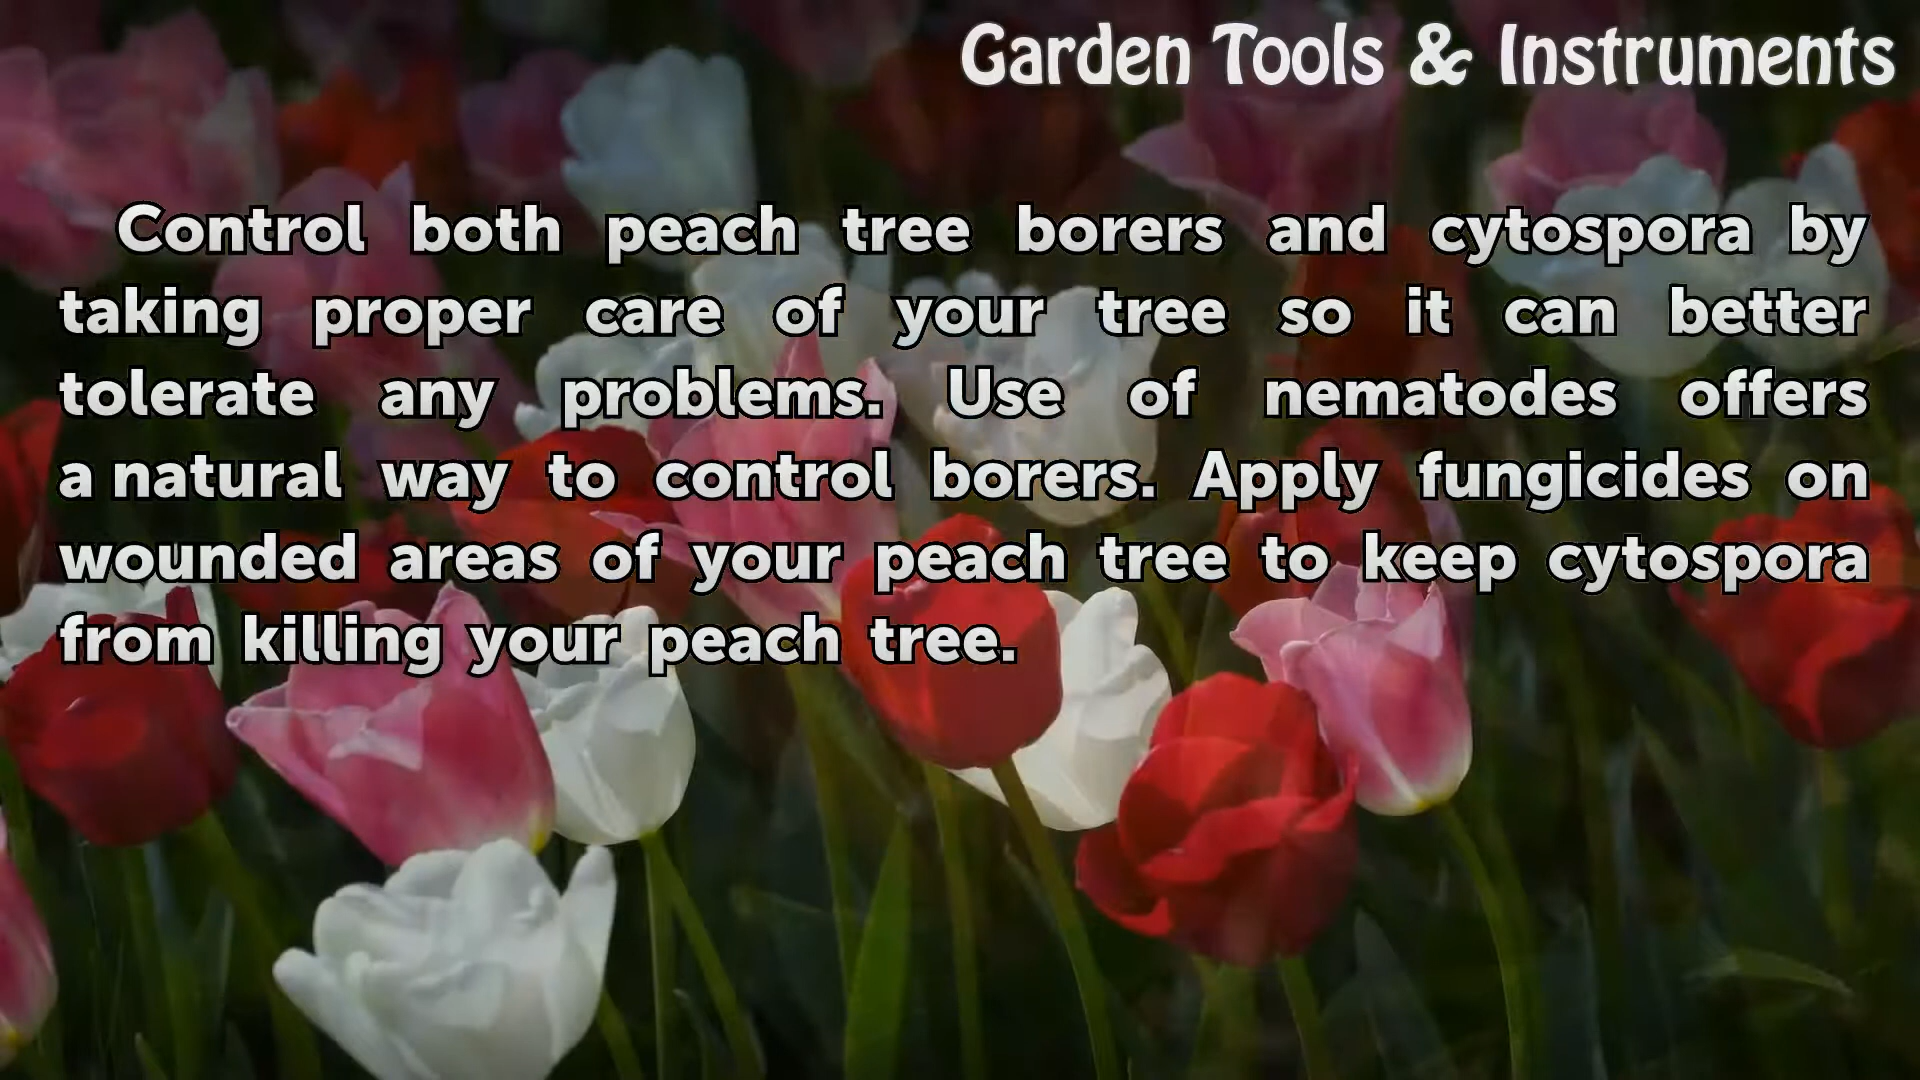 Garden Tools & Instruments
Control both peach tree borers and cytospora by
taking proper care of your tree so it can better
tolerate any problems. Use of nematodes offers
a natural way to control borers. Apply fungicides on
wounded areas of your peach tree to keep cytospora
from killing your peach tree.